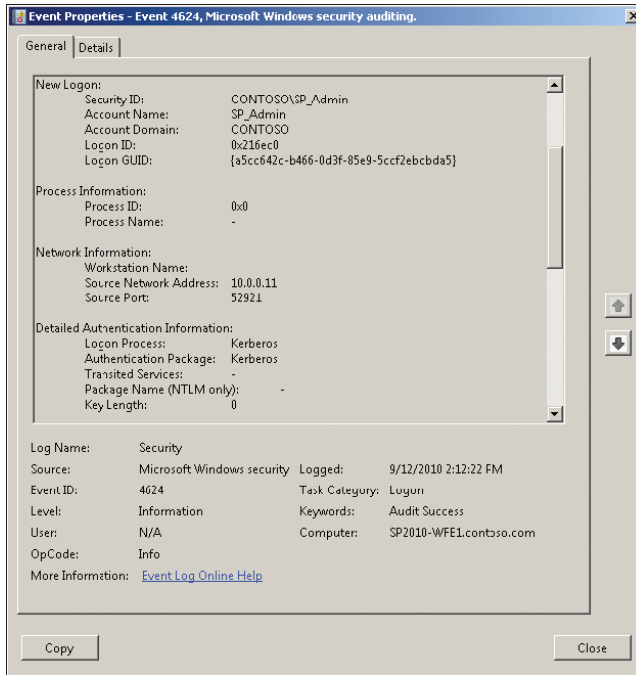 Event Properties - Event 4624, Microsoft Windows security auditing.
General Details
New Logon:
Security ID: CONTOSO\SP_Admin
Account Name: SP_Admin
Account Domain: CONTOSO
Logon ID: 0x216ec0
Logon GUID: {a5cc642c-b466-0d3f-85e9-5ccf2ebcbda5}
Process Information:
Process ID: 0x0
Process Name: -
Network Information:
Workstation Name:
Source Network Address: 10.0.0.11
Source Port: 52921
Detailed Authentication Information:
Logon Process: Kerberos
Authentication Package: Kerberos
Transited Services: -
Package Name (NTLM only): -
Key Length: 0
Log Name: Security
Source: Microsoft Windows security Logged: 9/12/2010 2:12:22 PM
Event ID: 4624 Task Category: Logon
Level: Information Keywords: Audit Success
User: N/A Computer: SP2010-WFE1.contoso.com
OpCode: Info
More Information: Event Log Online Help
Copy Close